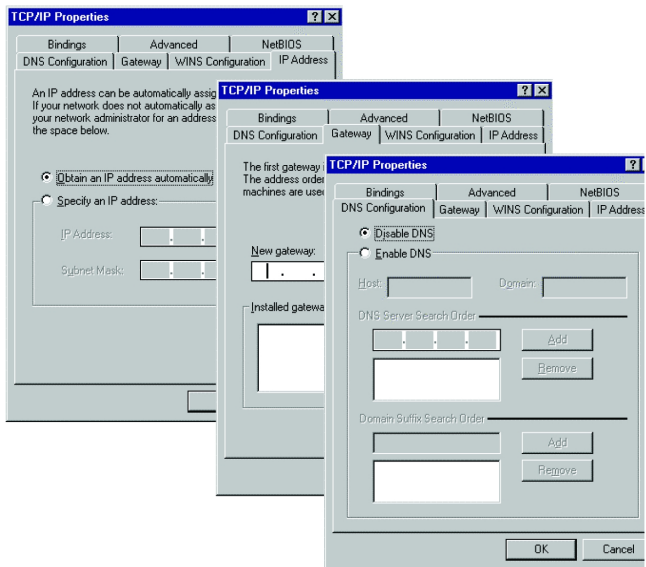 TCP/IP Properties
Bindings Advanced NetBIOS
DNS Configuration Gateway WINS Configuration IP Address
An IP address can be automatically assig
If your network does not automatically as
your network administrator for an address
the space below.
Obtain an IP address automatically
Specify an IP address:
IP Address:
Subnet Mask:
TCP/IP Properties
Bindings Advanced NetBIOS
DNS Configuration Gateway WINS Configuration IP Address
The first gateway i
The address order
machines are used
New gateway:
Installed gatewa
TCP/IP Properties
Bindings Advanced NetBIOS
DNS Configuration Gateway WINS Configuration IP Address
Disable DNS
Enable DNS
Host: Domain:
DNS Server Search Order
Add
Remove
Domain Suffix Search Order
Add
Remove
OK Cancel